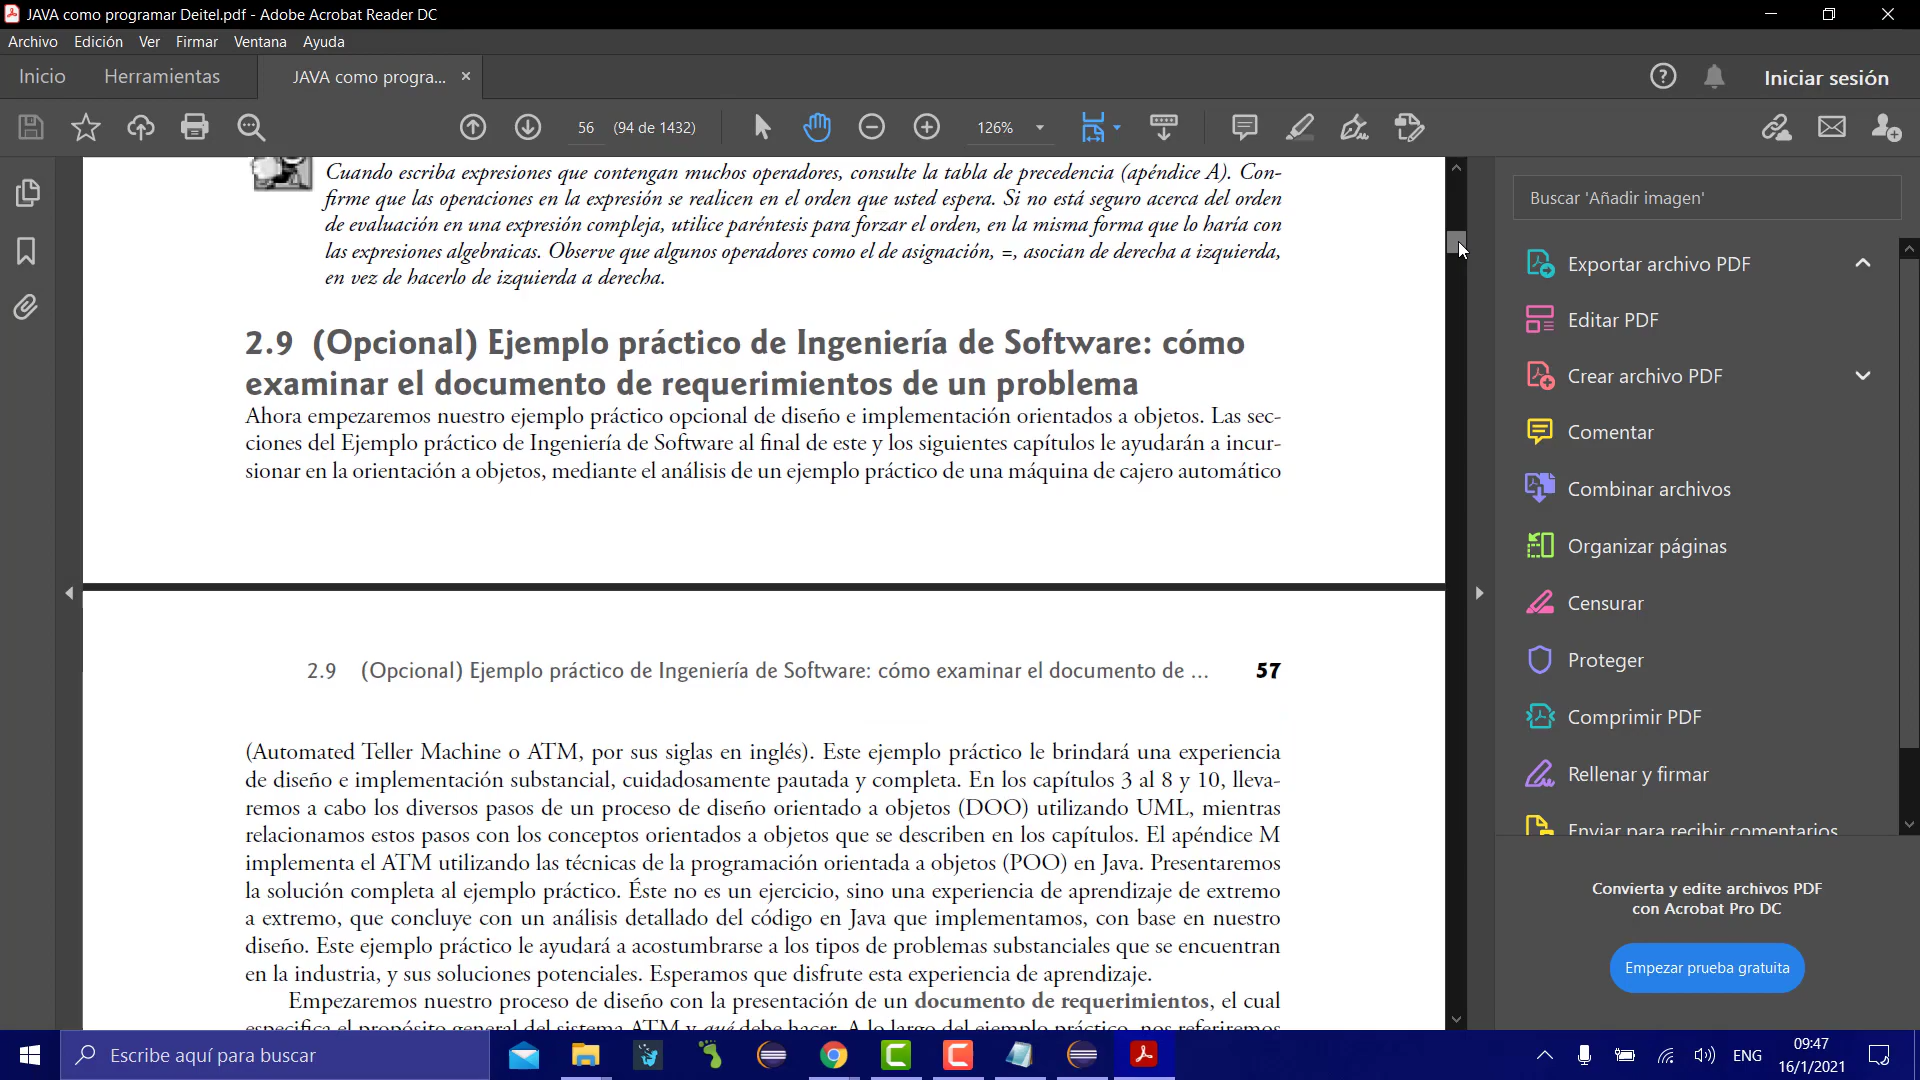 JAVA como programar Deitel.pdf - Adobe Acrobat Reader DC
Archivo Edición Ver Firmar Ventana Ayuda
Inicio Herramientas JAVA como progra... × Iniciar sesión
56 (94 de 1432) 126%
Cuando escriba expresiones que contengan muchos operadores, consulte la tabla de precedencia (apéndice A). Con-
firme que las operaciones en la expresión se realicen en el orden que usted espera. Si no está seguro acerca del orden
de evaluación en una expresión compleja, utilice paréntesis para forzar el orden, en la misma forma que lo haría con
las expresiones algebraicas. Observe que algunos operadores como el de asignación, =, asocian de derecha a izquierda,
en vez de hacerlo de izquierda a derecha.
2.9 (Opcional) Ejemplo práctico de Ingeniería de Software: cómo
examinar el documento de requerimientos de un problema
Ahora empezaremos nuestro ejemplo práctico opcional de diseño e implementación orientados a objetos. Las sec-
ciones del Ejemplo práctico de Ingeniería de Software al final de este y los siguientes capítulos le ayudarán a incur-
sionar en la orientación a objetos, mediante el análisis de un ejemplo práctico de una máquina de cajero automático
2.9 (Opcional) Ejemplo práctico de Ingeniería de Software: cómo examinar el documento de ... 57
(Automated Teller Machine o ATM, por sus siglas en inglés). Este ejemplo práctico le brindará una experiencia
de diseño e implementación substancial, cuidadosamente pautada y completa. En los capítulos 3 al 8 y 10, lleva-
remos a cabo los diversos pasos de un proceso de diseño orientado a objetos (DOO) utilizando UML, mientras
relacionamos estos pasos con los conceptos orientados a objetos que se describen en los capítulos. El apéndice M
implementa el ATM utilizando las técnicas de la programación orientada a objetos (POO) en Java. Presentaremos
la solución completa al ejemplo práctico. Éste no es un ejercicio, sino una experiencia de aprendizaje de extremo
a extremo, que concluye con un análisis detallado del código en Java que implementamos, con base en nuestro
diseño. Este ejemplo práctico le ayudará a acostumbrarse a los tipos de problemas substanciales que se encuentran
en la industria, y sus soluciones potenciales. Esperamos que disfrute esta experiencia de aprendizaje.
Empezaremos nuestro proceso de diseño con la presentación de un documento de requerimientos, el cual
especifica el propósito general del sistema ATM y qué debe hacer. A lo largo del ejemplo práctico, nos referiremos
Buscar 'Añadir imagen'
Exportar archivo PDF
Editar PDF
Crear archivo PDF
Comentar
Combinar archivos
Organizar páginas
Censurar
Proteger
Comprimir PDF
Rellenar y firmar
Enviar para recibir comentarios
Convierta y edite archivos PDF
con Acrobat Pro DC
Empezar prueba gratuita
Escribe aquí para buscar
ENG
09:47
16/1/2021